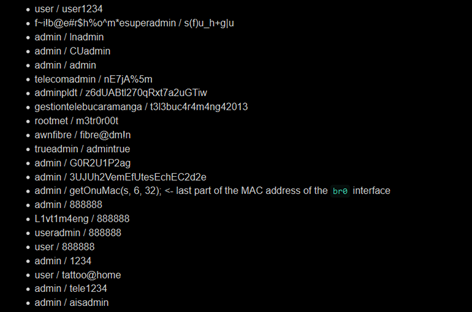 user / user1234
f~i!b@e#r$h%o^m*esuperadmin / s(f)u_h+g|u
admin / lnadmin
admin / CUadmin
admin / admin
telecomadmin / nE7jA%5m
adminpldt / z6dUABtl270qRxt7a2uGTiw
gestiontelebucaramanga / t3l3buc4r4m4ng42013
rootmet / m3tr0r00t
awnfibre / fibre@dm!n
trueadmin / admintrue
admin / G0R2U1P2ag
admin / 3UJUh2VemEfUtesEchEC2d2e
admin / getOnuMac(s, 6, 32); <- last part of the MAC address of the br0 interface
admin / 888888
L1vt1m4eng / 888888
useradmin / 888888
user / 888888
admin / 1234
user / tattoo@home
admin / tele1234
admin / aisadmin